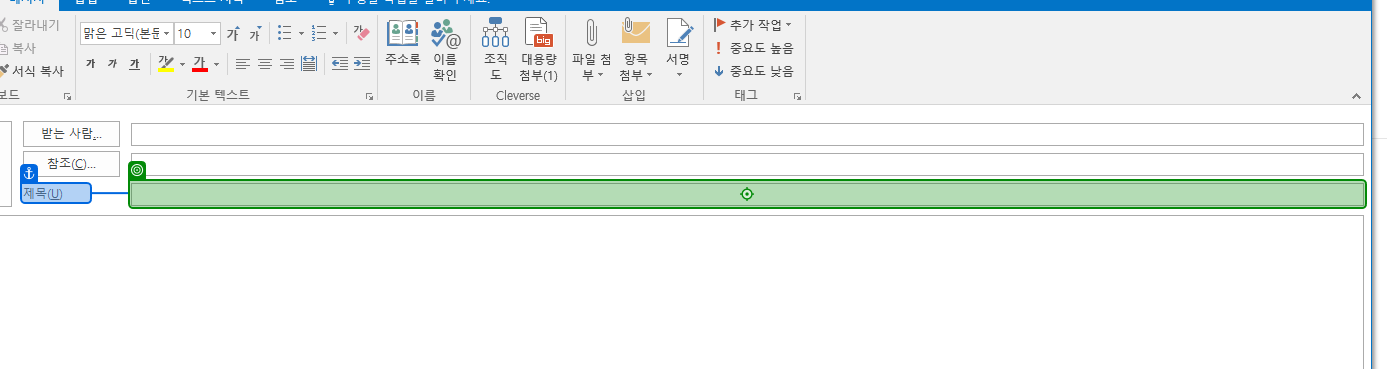 잘라내기
복사
서식 복사
보드
맑은 고딕(본문
10
가 가
가 가 가
가
가
가
기본 텍스트
주소록
이름 확인
이름
@
조직도
big
대용량 첨부(1)
Cleverse
파일 첨부
항목 첨부
서명
삽입
추가 작업
중요도 높음
중요도 낮음
태그
받는 사람...
참조(C)...
제목(U)